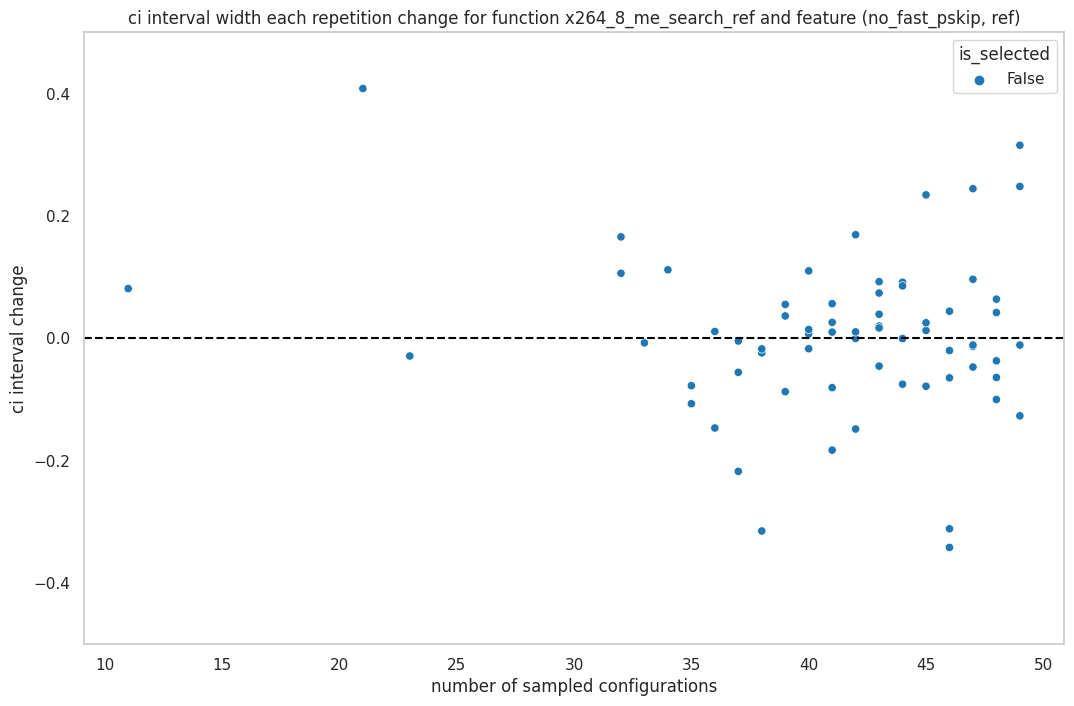 ci interval width each repetition change for function x264_8_me_search_ref and feature (no_fast_pskip, ref)
is_selected
False
0.4
0.2
0.0
−0.2
−0.4
ci interval change
10 15 20 25 30 35 40 45 50
number of sampled configurations